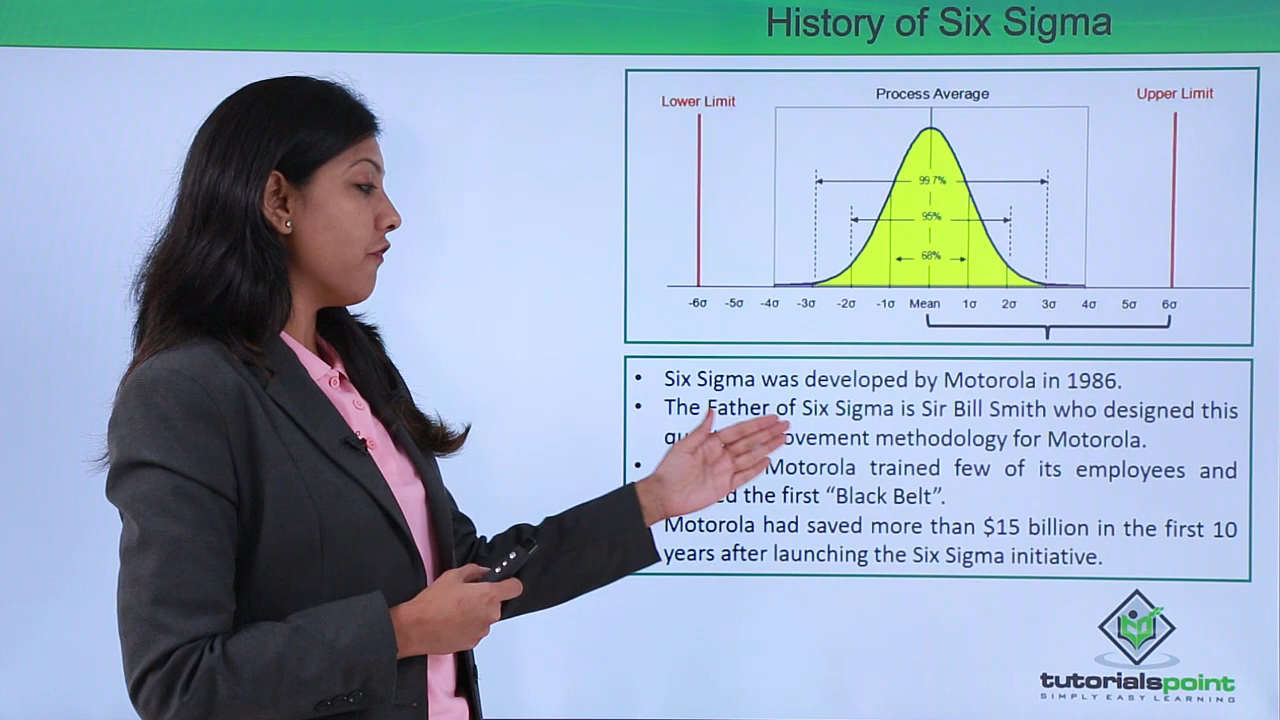 History of Six Sigma
Lower Limit
Process Average
Upper Limit
99.7%
95%
68%
-6σ -5σ -4σ -3σ -2σ -1σ Mean 1σ 2σ 3σ 4σ 5σ 6σ
• Six Sigma was developed by Motorola in 1986.
• The Father of Six Sigma is Sir Bill Smith who designed this
ovement methodology for Motorola.
• Motorola trained few of its employees and
the first “Black Belt”.
Motorola had saved more than $15 billion in the first 10
years after launching the Six Sigma initiative.
tutorialspoint
SIMPLY EASY LEARNING